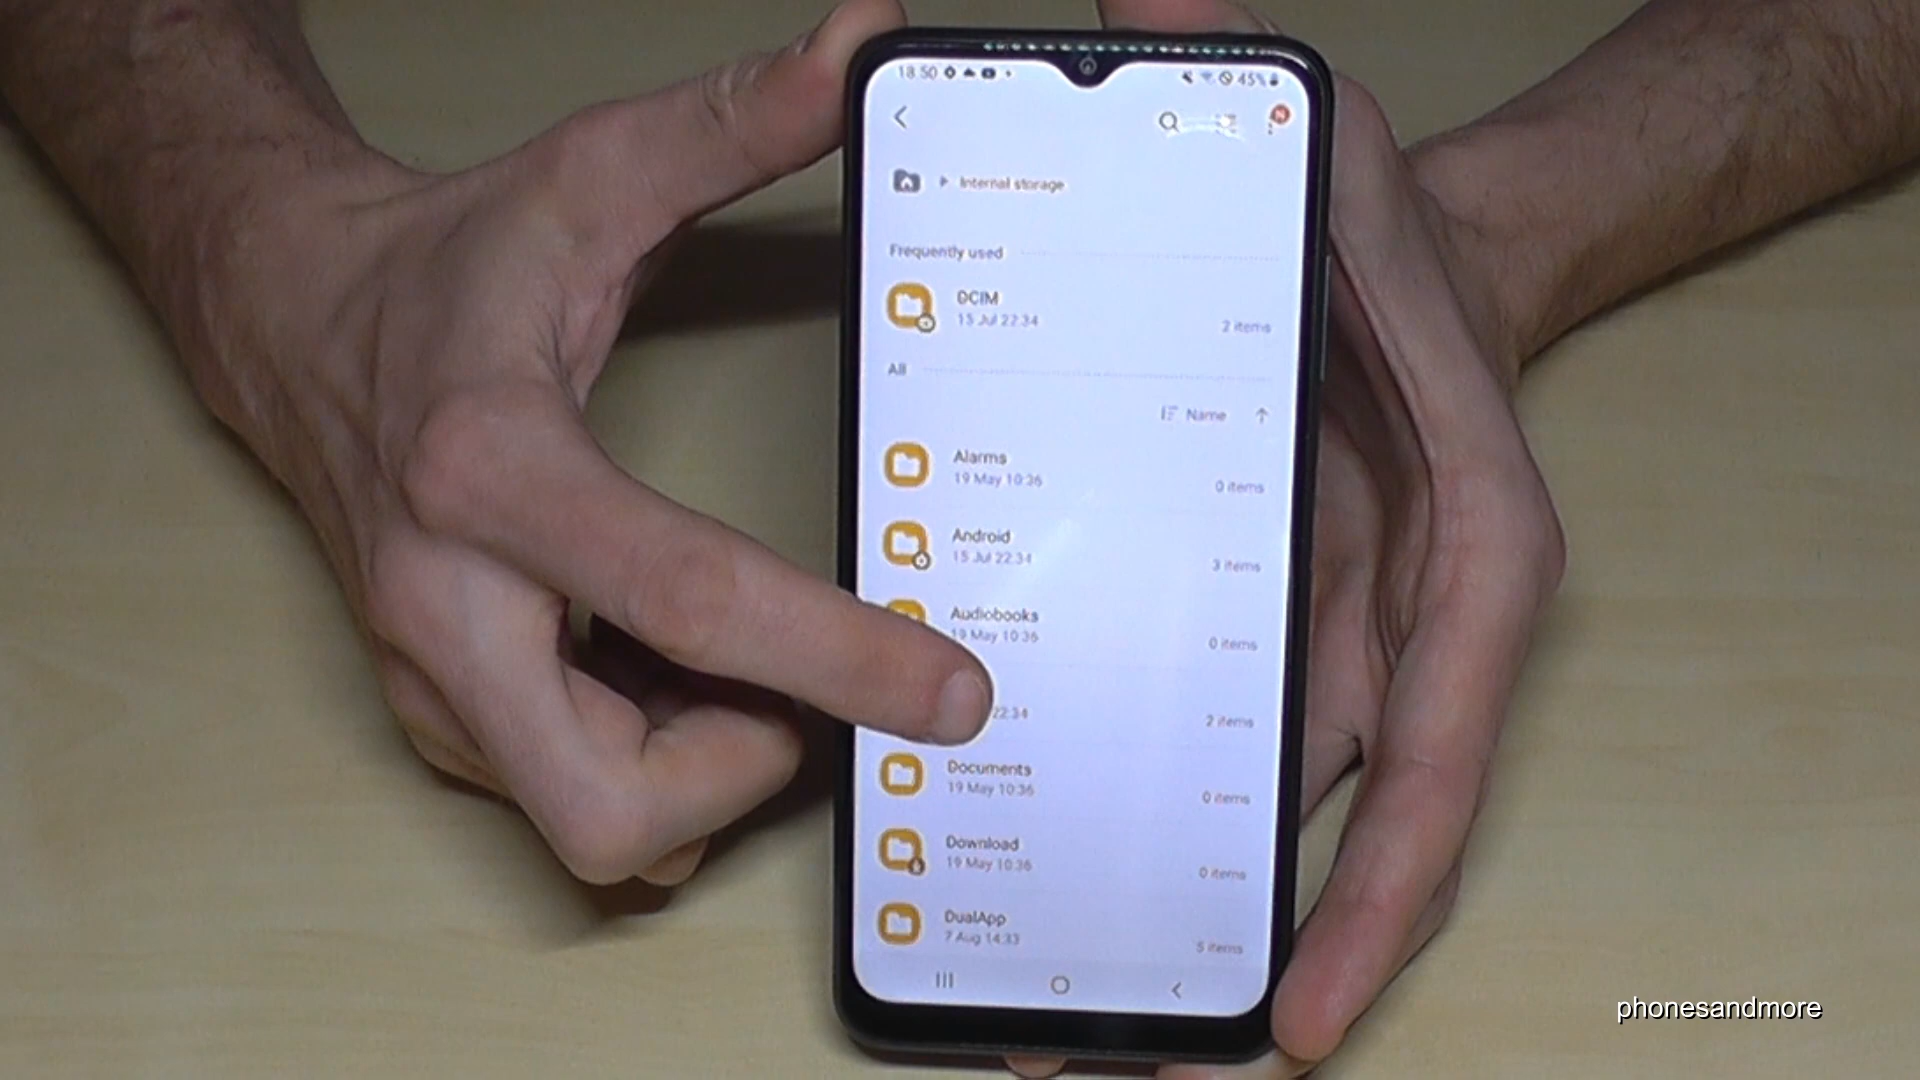 18:50
45%
Internal storage
Frequently used
DCIM
15 Jul 22:34
2 items
All
Name
Alarms
19 May 10:36
0 items
Android
15 Jul 22:34
3 items
Audiobooks
19 May 10:36
0 items
22:34
2 items
Documents
19 May 10:36
0 items
Download
19 May 10:36
0 items
DualApp
7 Aug 14:33
5 items
phonesandmore